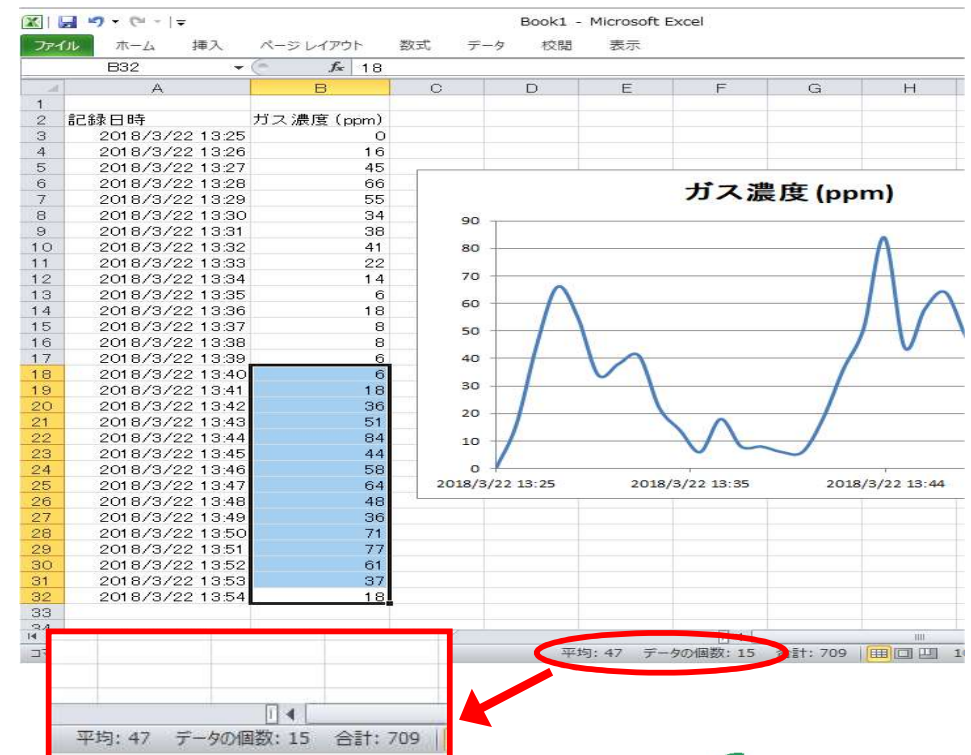 Book1 - Microsoft Excel
ファイル ホーム 挿入 ページ レイアウト 数式 データ 校閲 表示
B32 fx 18
A B C D E F G H
1
2 記録日時 ガス濃度(ppm)
3 2018/3/22 13:25 0
4 2018/3/22 13:26 16
5 2018/3/22 13:27 45
6 2018/3/22 13:28 66
7 2018/3/22 13:29 55
8 2018/3/22 13:30 34
9 2018/3/22 13:31 38
10 2018/3/22 13:32 41
11 2018/3/22 13:33 22
12 2018/3/22 13:34 14
13 2018/3/22 13:35 6
14 2018/3/22 13:36 18
15 2018/3/22 13:37 8
16 2018/3/22 13:38 8
17 2018/3/22 13:39 6
18 2018/3/22 13:40 6
19 2018/3/22 13:41 18
20 2018/3/22 13:42 36
21 2018/3/22 13:43 51
22 2018/3/22 13:44 84
23 2018/3/22 13:45 44
24 2018/3/22 13:46 58
25 2018/3/22 13:47 64
26 2018/3/22 13:48 48
27 2018/3/22 13:49 36
28 2018/3/22 13:50 71
29 2018/3/22 13:51 77
30 2018/3/22 13:52 61
31 2018/3/22 13:53 37
32 2018/3/22 13:54 18
33
34
ガス濃度(ppm)
90
80
70
60
50
40
30
20
10
0
2018/3/22 13:25 2018/3/22 13:35 2018/3/22 13:44
平均: 47 データの個数: 15 合計: 709
平均: 47 データの個数: 15 合計: 709